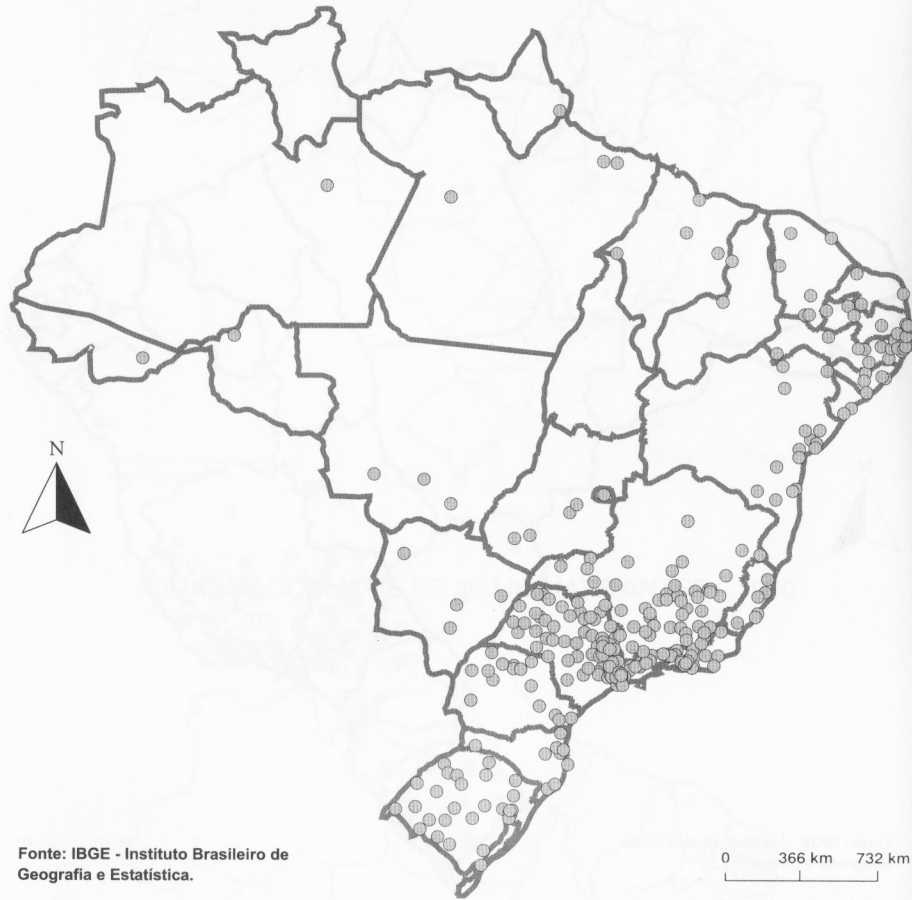 N
Fonte: IBGE - Instituto Brasileiro de
Geografia e Estatística.
0 366 km 732 km